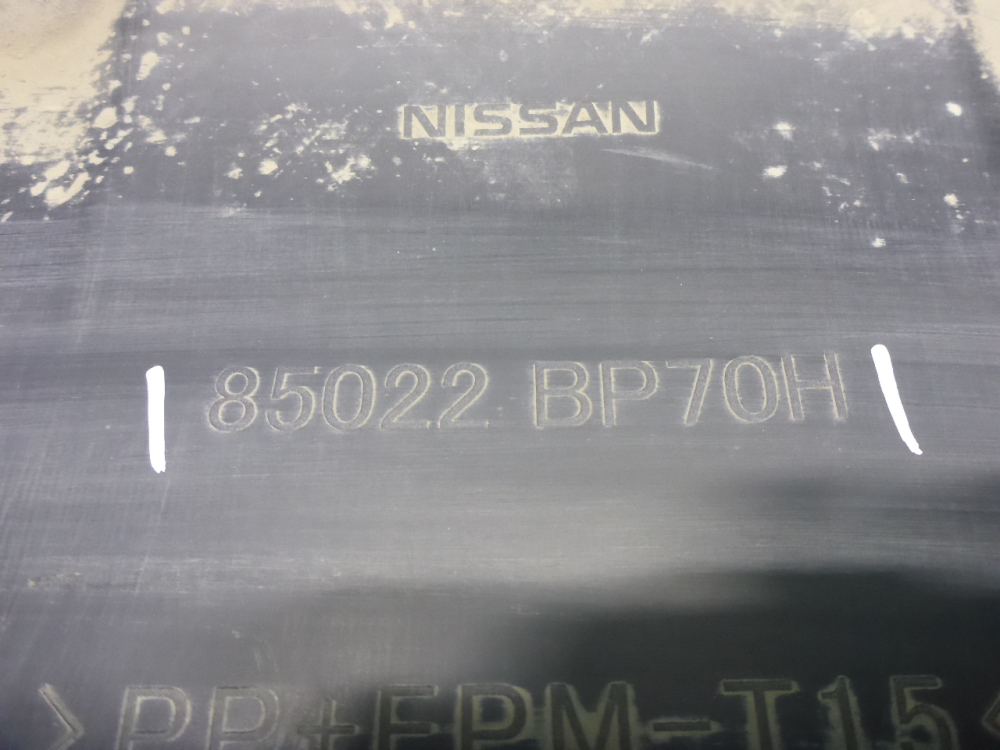 NISSAN
85022 BP70H
>PP+EPM-T15<